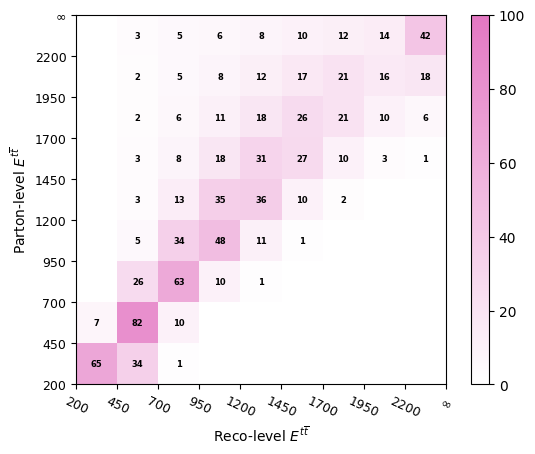 ∞ 3 5 6 8 10 12 14 42 100
2200
2 5 8 12 17 21 16 18
1950 80
2 6 11 18 26 21 10 6
1700
3 8 18 31 27 10 3 1 60
1450
3 13 35 36 10 2
1200 40
5 34 48 11 1
950
26 63 10 1
700 20
7 82 10
450
65 34 1
200 0
200 450 700 950 1200 1450 1700 1950 2200 ∞
Parton-level E^{tt̅}
Reco-level E^{tt̅}